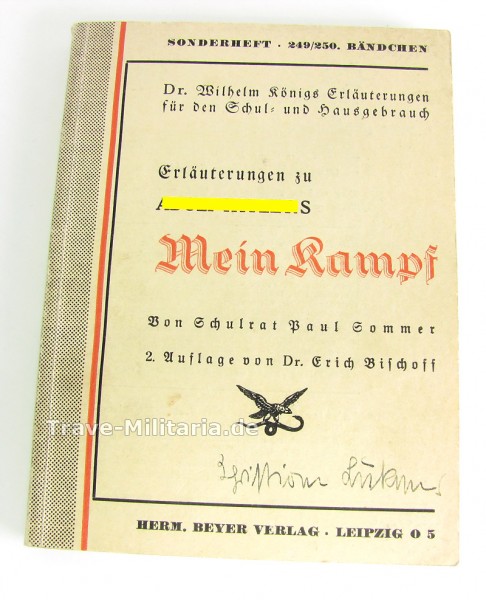 SONDERHEFT · 249/250. BÄNDCHEN
Dr. Wilhelm Königs Erläuterungen
für den Schul- und Hausgebrauch
Erläuterungen zu
S
Mein Kampf
Von Schulrat Paul Sommer
2. Auflage von Dr. Erich Bischoff
Trave-Militaria.de
HERM. BEYER VERLAG · LEIPZIG O 5